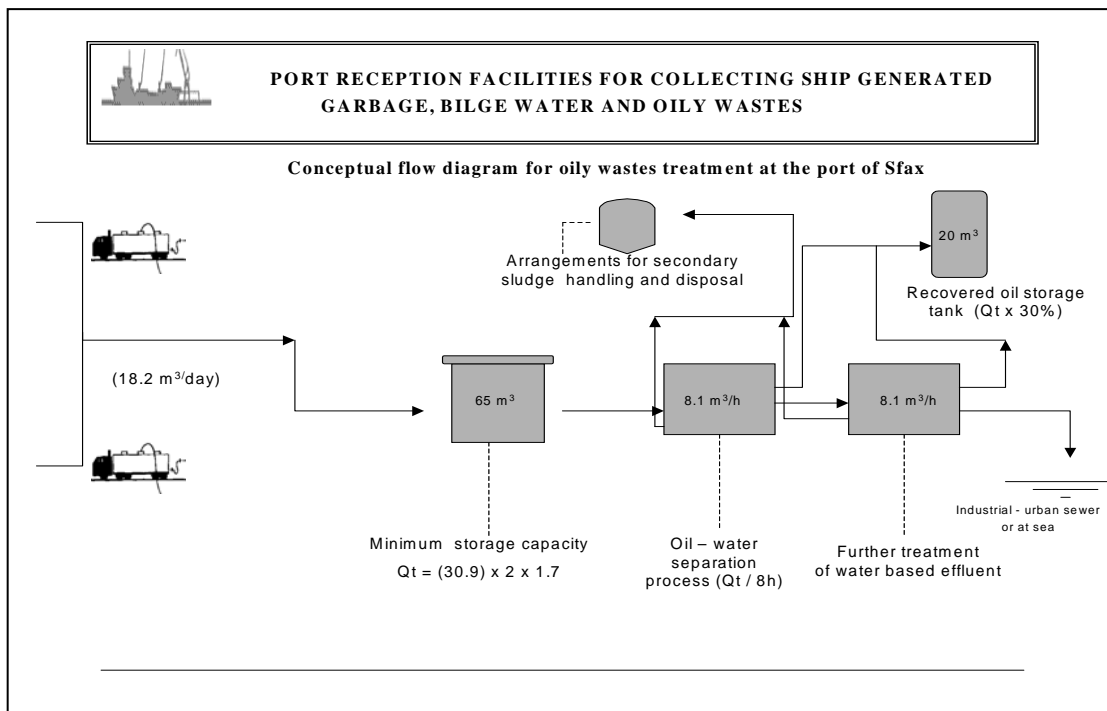 PORT RECEPTION FACILITIES FOR COLLECTING SHIP GENERATED
GARBAGE, BILGE WATER AND OILY WASTES
Conceptual flow diagram for oily wastes treatment at the port of Sfax
20 m³
Arrangements for secondary
sludge handling and disposal
Recovered oil storage
tank (Qt x 30%)
(18.2 m³/day)
65 m³
8.1 m³/h
8.1 m³/h
Industrial - urban sewer
or at sea
Minimum storage capacity
Qt = (30.9) x 2 x 1.7
Oil – water
separation
process (Qt / 8h)
Further treatment
of water based effluent